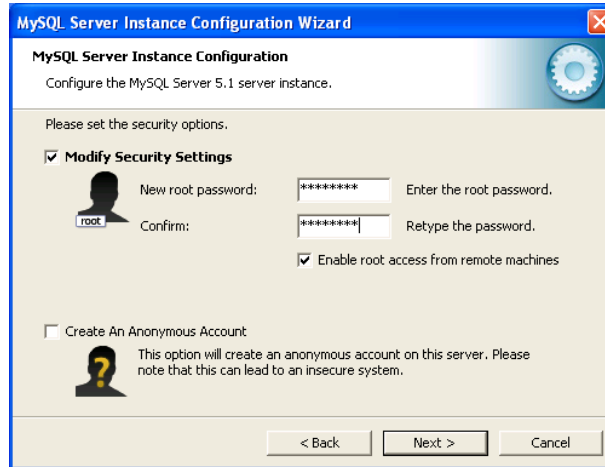 MySQL Server Instance Configuration Wizard
MySQL Server Instance Configuration
Configure the MySQL Server 5.1 server instance.
Please set the security options.
Modify Security Settings
New root password: ******** Enter the root password.
root
Confirm: ******** Retype the password.
Enable root access from remote machines
Create An Anonymous Account
This option will create an anonymous account on this server. Please
note that this can lead to an insecure system.
< Back Next > Cancel